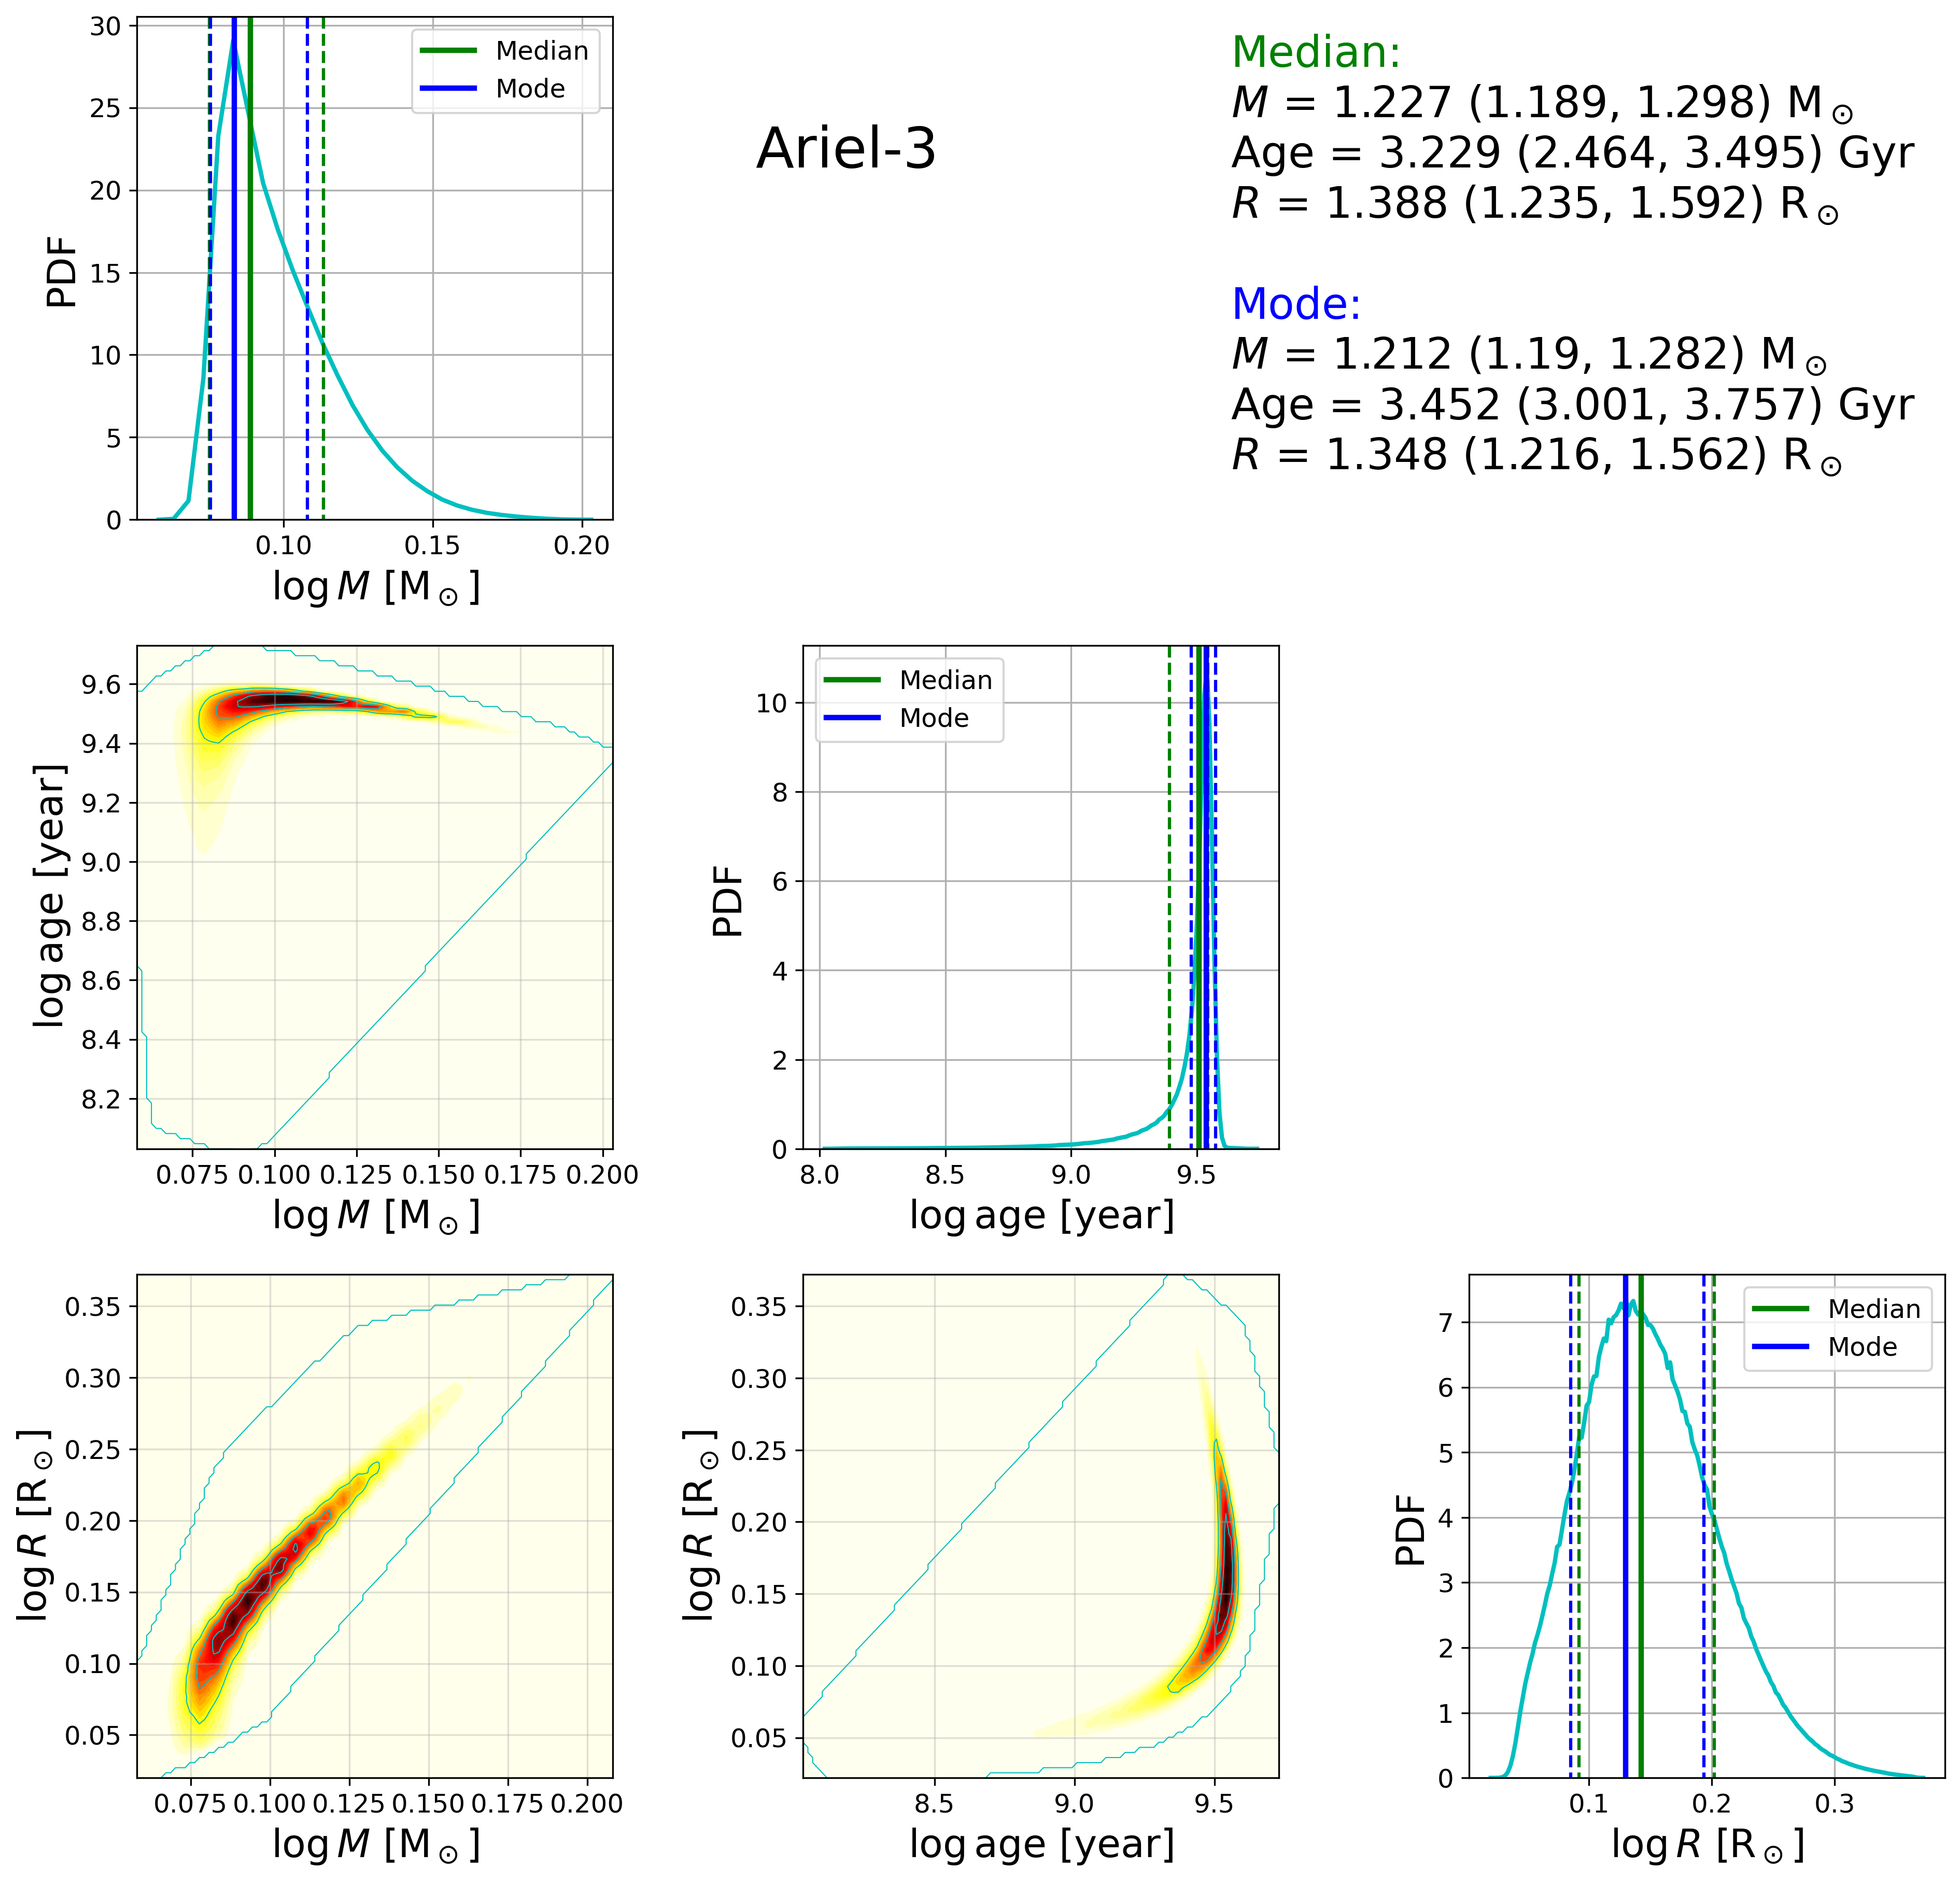 30
25
20
15
10
5
0
PDF
0.10 0.15 0.20
log M [M⊙]
Median
Mode
Ariel-3
Median:
M = 1.227 (1.189, 1.298) M⊙
Age = 3.229 (2.464, 3.495) Gyr
R = 1.388 (1.235, 1.592) R⊙
Mode:
M = 1.212 (1.19, 1.282) M⊙
Age = 3.452 (3.001, 3.757) Gyr
R = 1.348 (1.216, 1.562) R⊙
9.6
9.4
9.2
9.0
8.8
8.6
8.4
8.2
log age [year]
0.075 0.100 0.125 0.150 0.175 0.200
log M [M⊙]
Median
Mode
10
8
6
4
2
0
PDF
8.0 8.5 9.0 9.5
log age [year]
0.35
0.30
0.25
0.20
0.15
0.10
0.05
log R [R⊙]
0.075 0.100 0.125 0.150 0.175 0.200
log M [M⊙]
0.35
0.30
0.25
0.20
0.15
0.10
0.05
log R [R⊙]
8.5 9.0 9.5
log age [year]
Median
Mode
7
6
5
4
3
2
1
0
PDF
0.1 0.2 0.3
log R [R⊙]